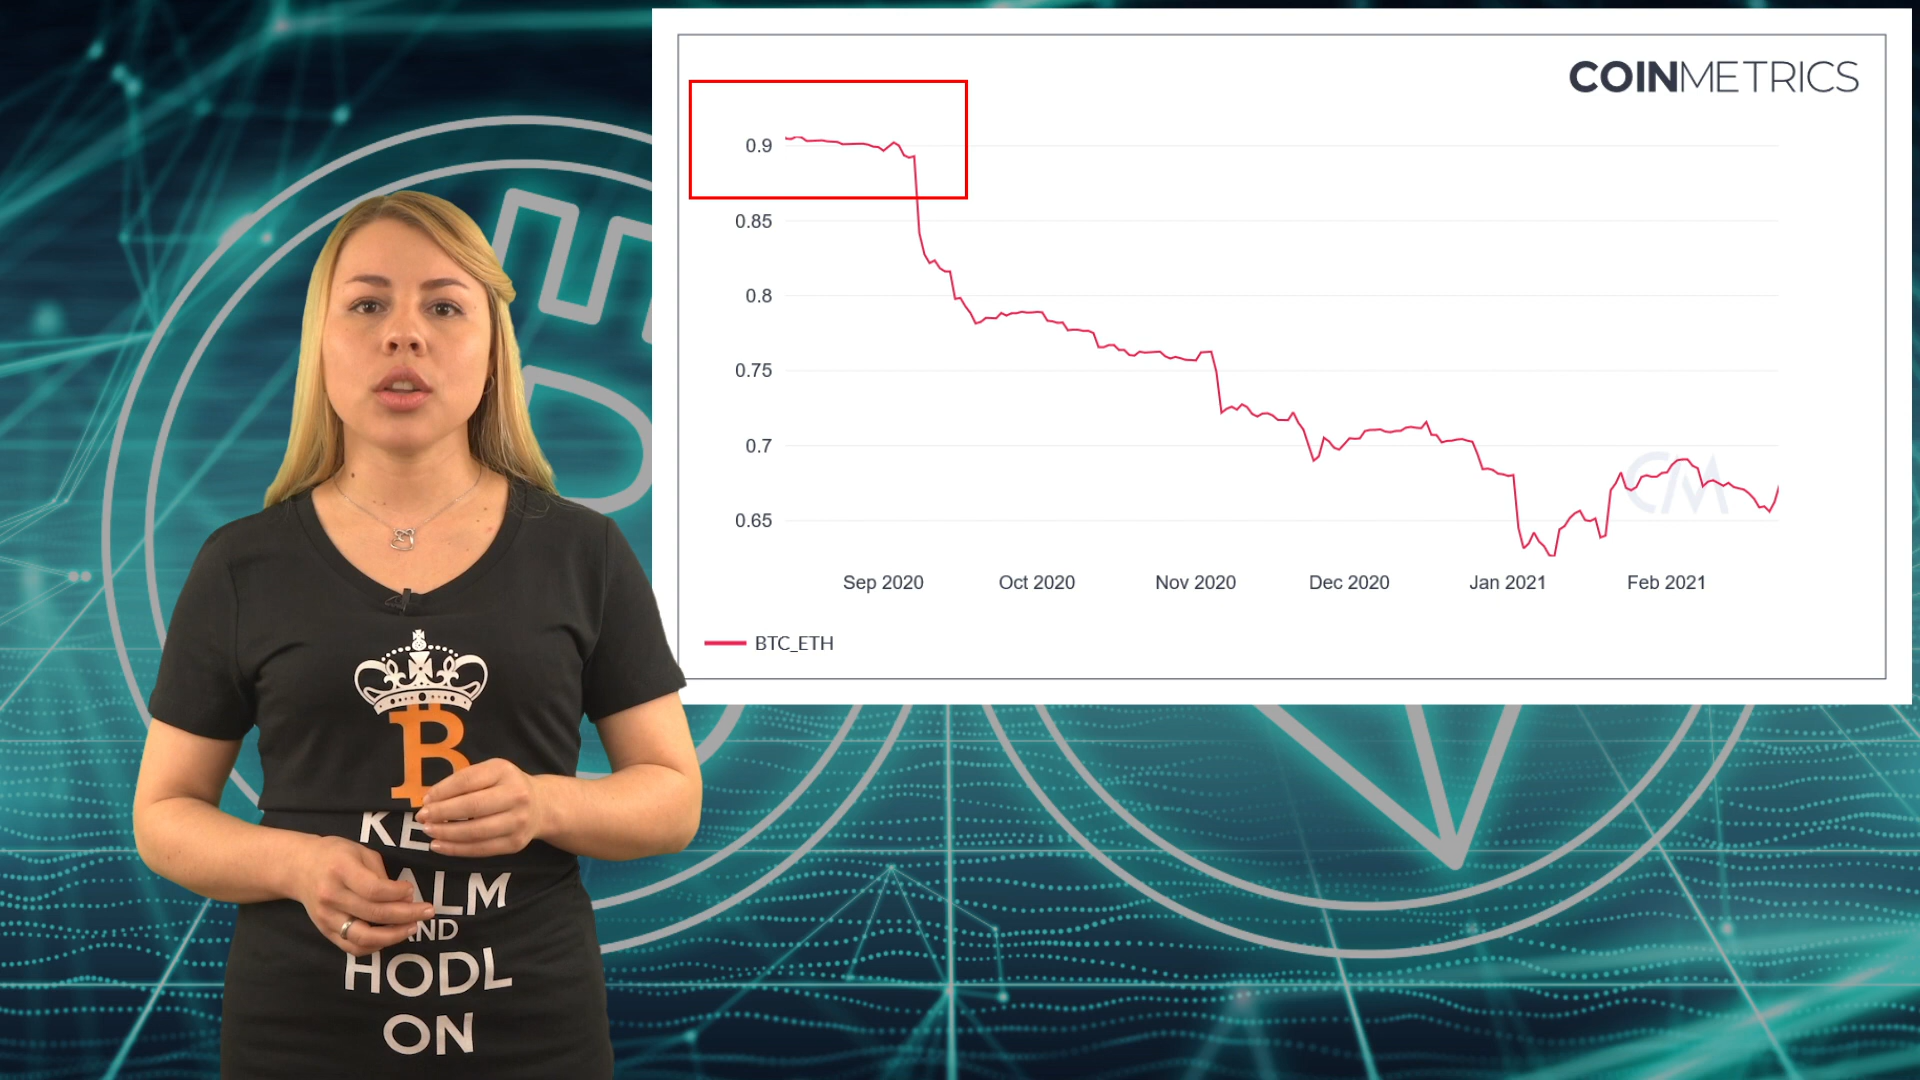 COINMETRICS
0.9
0.85
0.8
0.75
0.7
0.65
CM
Sep 2020
Oct 2020
Nov 2020
Dec 2020
Jan 2021
Feb 2021
BTC_ETH
B
HODL
ON